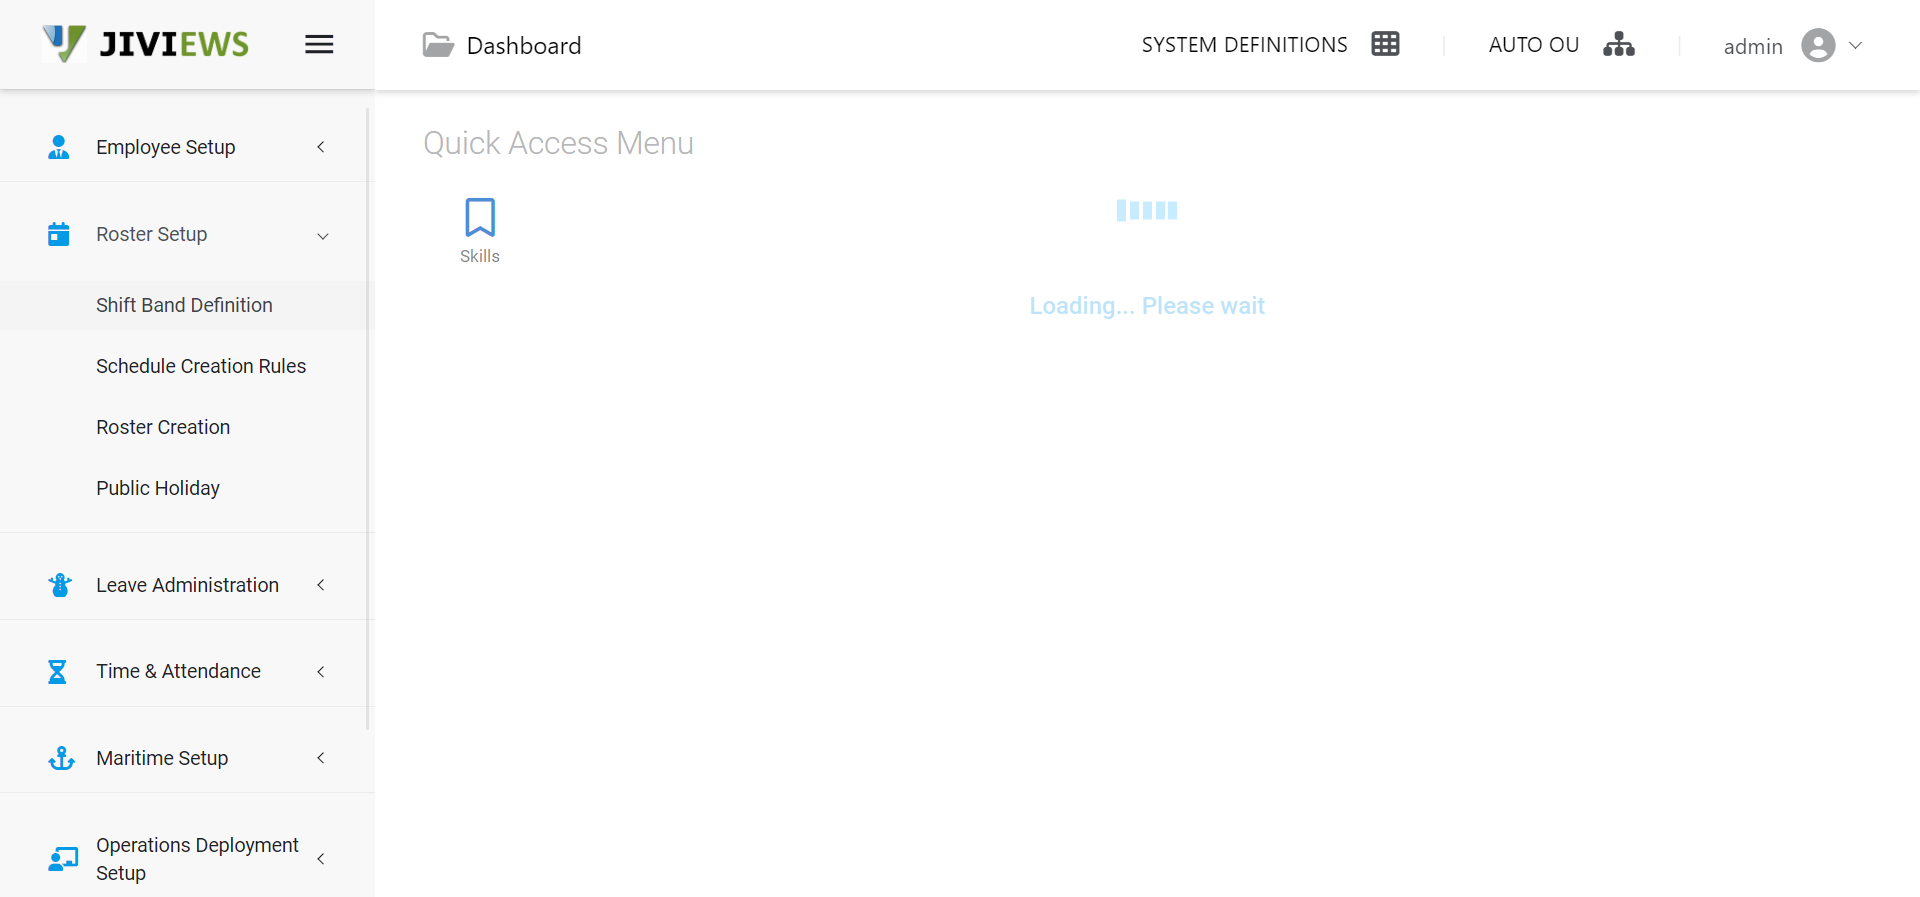 JIVIEWS
Dashboard
SYSTEM DEFINITIONS
AUTO OU
admin
Employee Setup
Roster Setup
Shift Band Definition
Schedule Creation Rules
Roster Creation
Public Holiday
Leave Administration
Time & Attendance
Maritime Setup
Operations Deployment
Setup
Quick Access Menu
Skills
Loading... Please wait